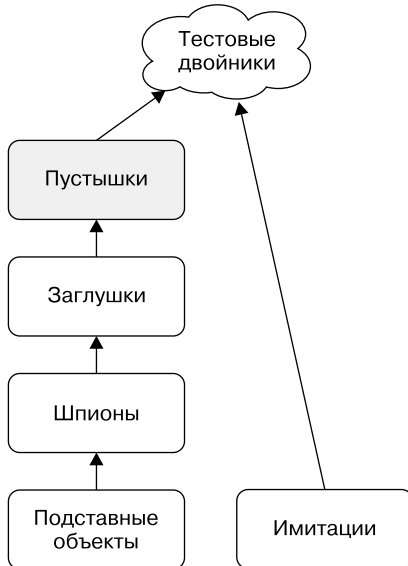 Тестовые
двойники
Пустышки
Заглушки
Шпионы
Подставные
объекты
Имитации